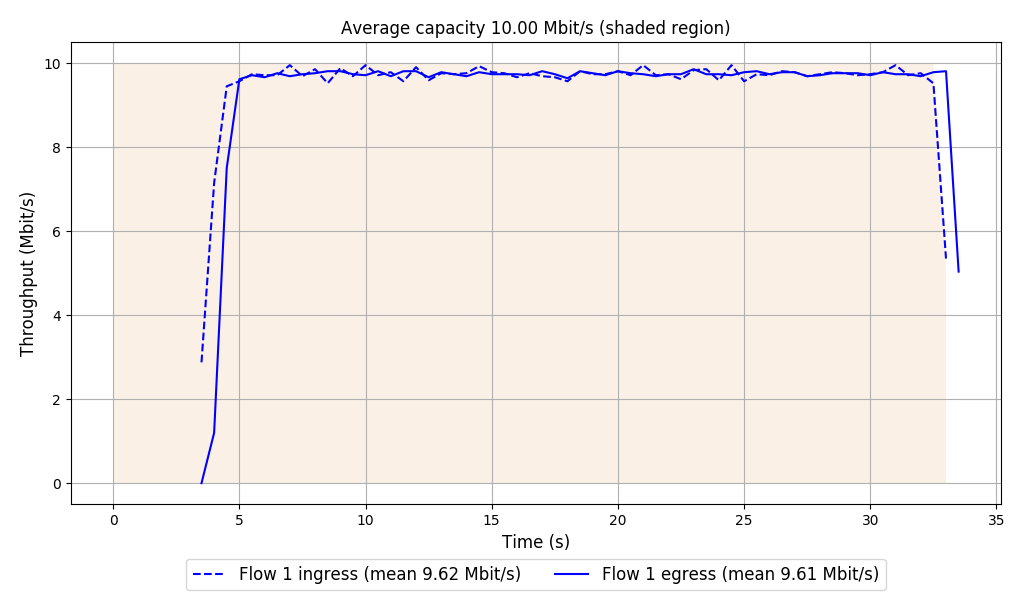 Average capacity 10.00 Mbit/s (shaded region)
10
8
6
4
2
0
Throughput (Mbit/s)
0 5 10 15 20 25 30 35
Time (s)
Flow 1 ingress (mean 9.62 Mbit/s) Flow 1 egress (mean 9.61 Mbit/s)